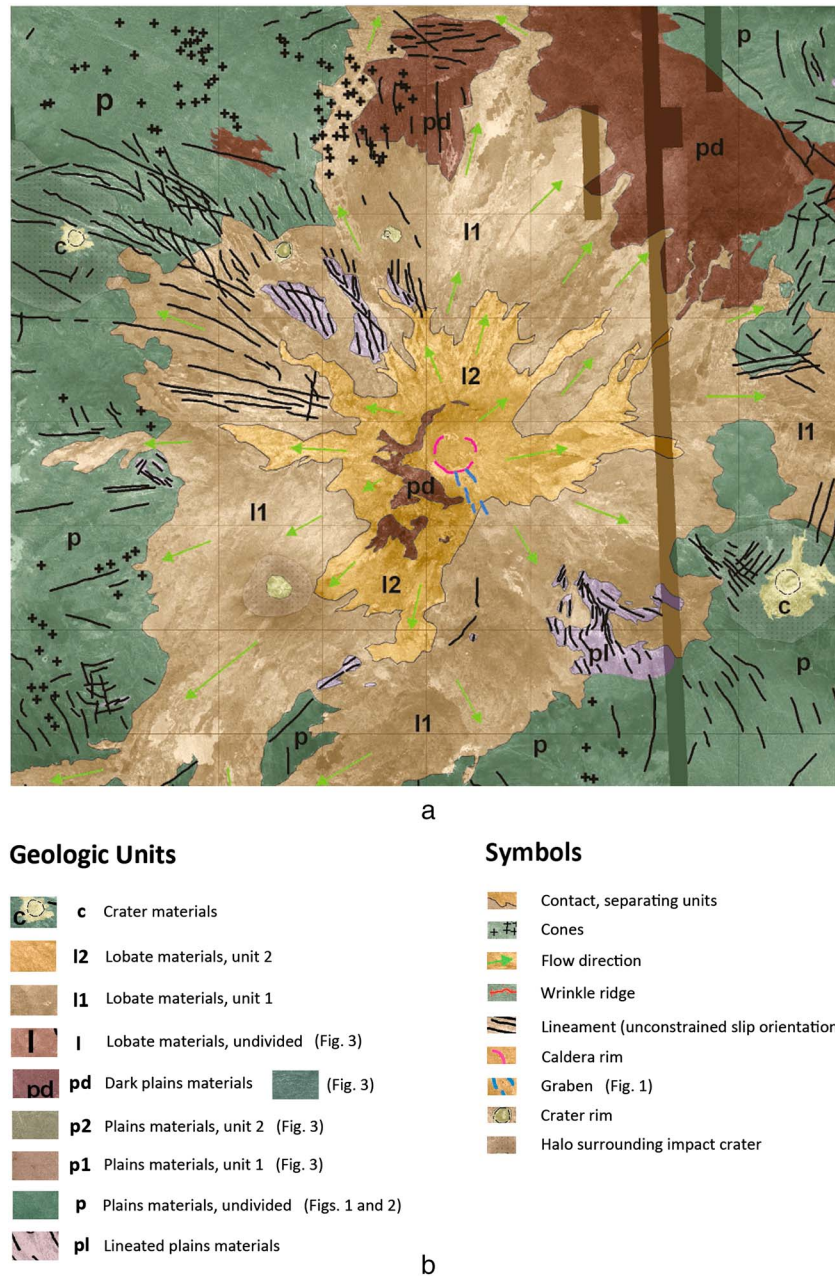 p
p
pd
pd
l1
c
l2
l1
pd
l1
p
l2
c
pl
p
l1
p
p
a
Geologic Units
c Crater materials
l2 Lobate materials, unit 2
l1 Lobate materials, unit 1
l l Lobate materials, undivided (Fig. 3)
pd pd Dark plains materials (Fig. 3)
p2 Plains materials, unit 2 (Fig. 3)
p1 Plains materials, unit 1 (Fig. 3)
p Plains materials, undivided (Figs. 1 and 2)
pl Lineated plains materials
Symbols
Contact, separating units
Cones
Flow direction
Wrinkle ridge
Lineament (unconstrained slip orientation
Caldera rim
Graben (Fig. 1)
Crater rim
Halo surrounding impact crater
b